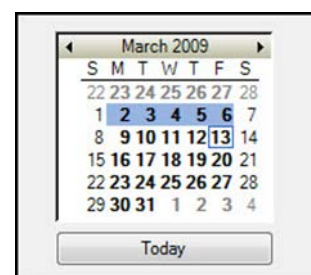 March 2009
S M T W T F S
22 23 24 25 26 27 28
1 2 3 4 5 6 7
8 9 10 11 12 13 14
15 16 17 18 19 20 21
22 23 24 25 26 27 28
29 30 31 1 2 3 4
Today